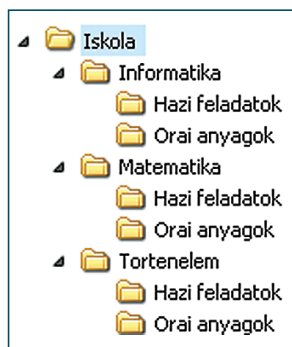 Iskola
Informatika
Hazi feladatok
Orai anyagok
Matematika
Hazi feladatok
Orai anyagok
Tortenelem
Hazi feladatok
Orai anyagok